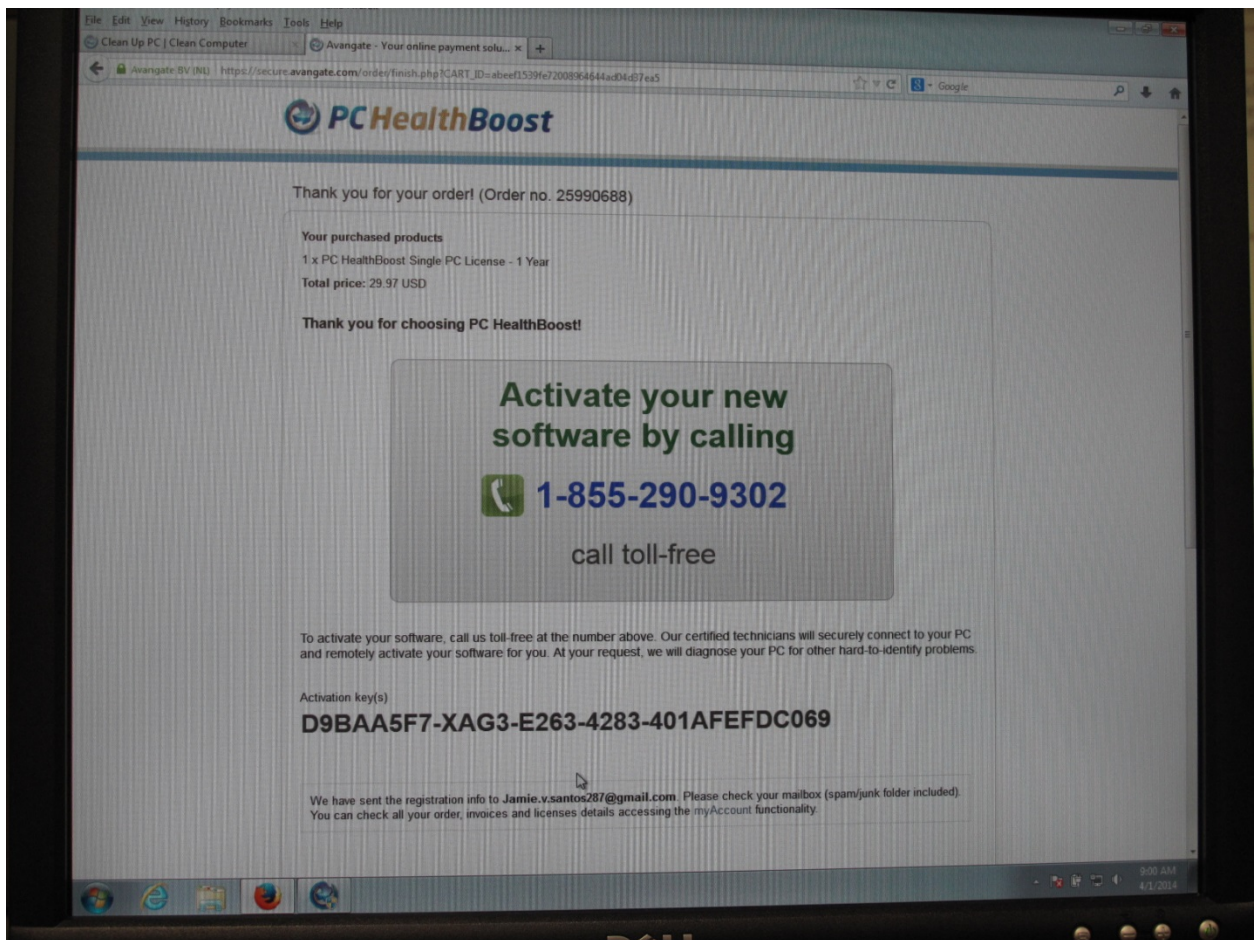 File Edit View History Bookmarks Tools Help
Clean Up PC | Clean Computer × Avangate - Your online payment solu... × +
Avangate BV (NL) https://secure.avangate.com/order/finish.php?CART_ID=abeef1539fe72008964644ad04d37ea5 Google
PC HealthBoost
Thank you for your order! (Order no. 25990688)
Your purchased products
1 x PC HealthBoost Single PC License - 1 Year
Total price: 29.97 USD
Thank you for choosing PC HealthBoost!
Activate your new
software by calling
1-855-290-9302
call toll-free
To activate your software, call us toll-free at the number above. Our certified technicians will securely connect to your PC
and remotely activate your software for you. At your request, we will diagnose your PC for other hard-to-identify problems.
Activation key(s)
D9BAA5F7-XAG3-E263-4283-401AFEFDC069
We have sent the registration info to Jamie.v.santos287@gmail.com. Please check your mailbox (spam/junk folder included).
You can check all your order, invoices and licenses details accessing the myAccount functionality.
9:00 AM
4/1/2014
DELL